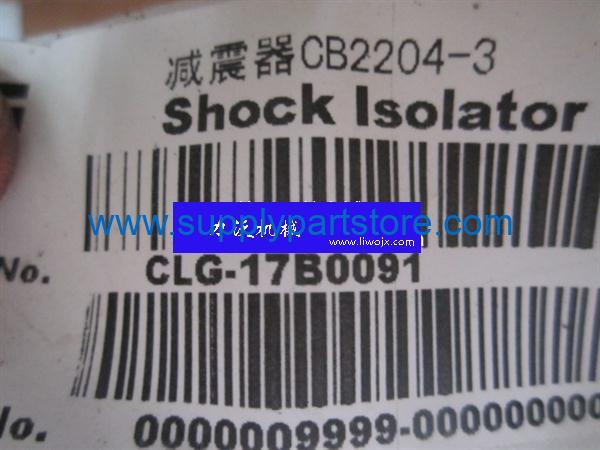 减震器CB2204-3
Shock Isolator
www.supplypartstore.com
www.liwojx.com
No.
CLG-17B0091
No.
0000009999-000000000